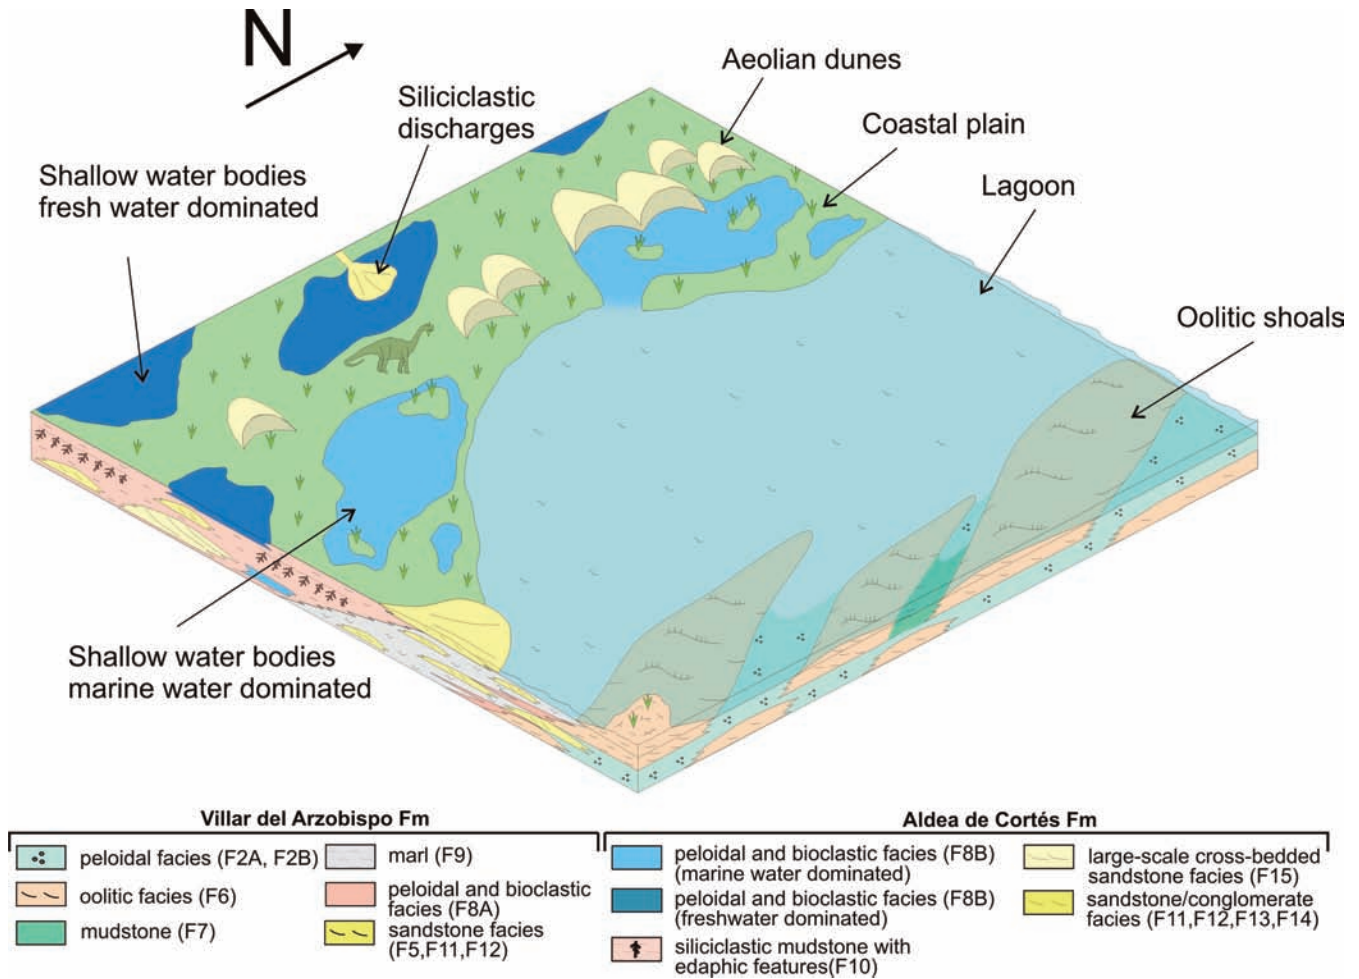 N
Aeolian dunes
Siliciclastic
discharges
Coastal plain
Shallow water bodies
fresh water dominated
Lagoon
Oolitic shoals
Shallow water bodies
marine water dominated
Villar del Arzobispo Fm
peloidal facies (F2A, F2B)
oolitic facies (F6)
mudstone (F7)
marl (F9)
peloidal and bioclastic
facies (F8A)
sandstone facies
(F5,F11,F12)
Aldea de Cortés Fm
peloidal and bioclastic facies (F8B)
(marine water dominated)
peloidal and bioclastic facies (F8B)
(freshwater dominated)
siliciclastic mudstone with
edaphic features(F10)
large-scale cross-bedded
sandstone facies (F15)
sandstone/conglomerate
facies (F11,F12,F13,F14)